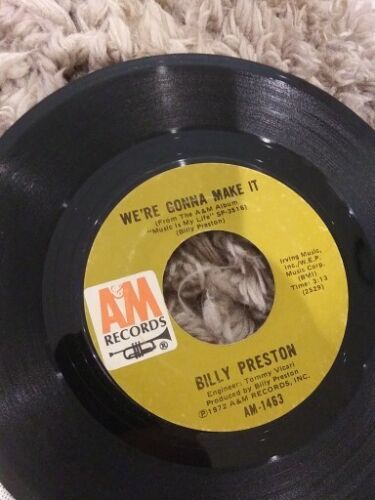 WE'RE GONNA MAKE IT
(From The A&M Album
"Music Is My Life" SP-3516)
(Billy Preston)
Irving Music,
Inc./W.E.P.
Music Corp.
(BMI)
Time: 3:13
(2529)
A&M
RECORDS
®
BILLY PRESTON
Engineer: Tommy Vicari
Produced by Billy Preston
℗1972 A&M RECORDS, INC.
AM-1463